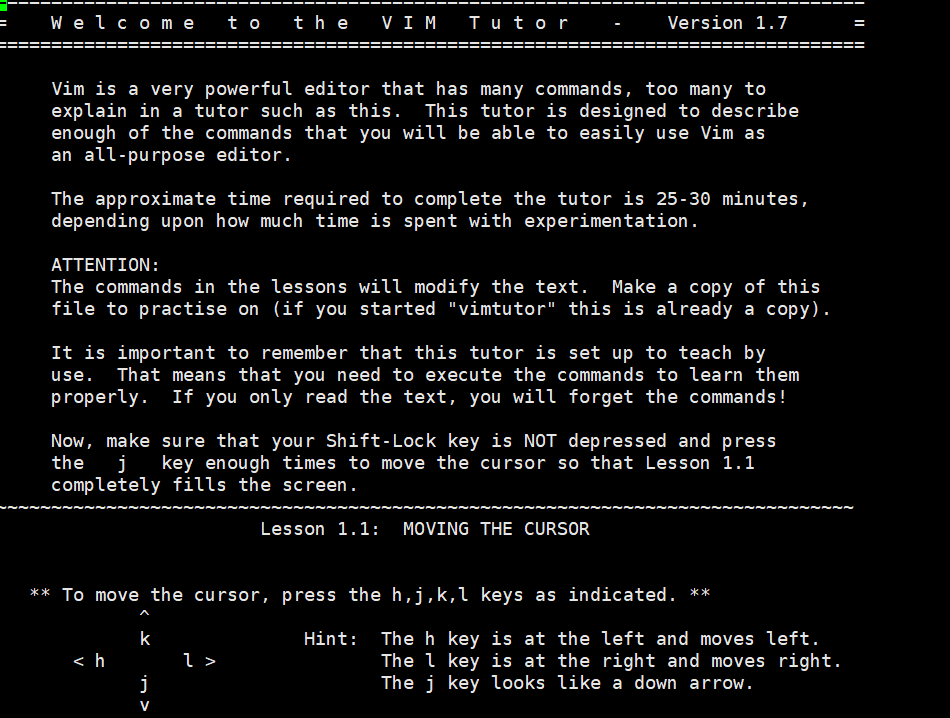 ===============================================================================
=    W e l c o m e   t o   t h e   V I M   T u t o r    -    Version 1.7      =
===============================================================================

     Vim is a very powerful editor that has many commands, too many to
     explain in a tutor such as this.  This tutor is designed to describe
     enough of the commands that you will be able to easily use Vim as
     an all-purpose editor.

     The approximate time required to complete the tutor is 25-30 minutes,
     depending upon how much time is spent with experimentation.

     ATTENTION:
     The commands in the lessons will modify the text.  Make a copy of this
     file to practise on (if you started "vimtutor" this is already a copy).

     It is important to remember that this tutor is set up to teach by
     use.  That means that you need to execute the commands to learn them
     properly.  If you only read the text, you will forget the commands!

     Now, make sure that your Shift-Lock key is NOT depressed and press
     the   j   key enough times to move the cursor so that Lesson 1.1
     completely fills the screen.
~~~~~~~~~~~~~~~~~~~~~~~~~~~~~~~~~~~~~~~~~~~~~~~~~~~~~~~~~~~~~~~~~~~~~~~~~~~~~~
                        Lesson 1.1:  MOVING THE CURSOR


   ** To move the cursor, press the h,j,k,l keys as indicated. **
             ^
             k              Hint:  The h key is at the left and moves left.
       < h       l >               The l key is at the right and moves right.
             j                     The j key looks like a down arrow.
             v